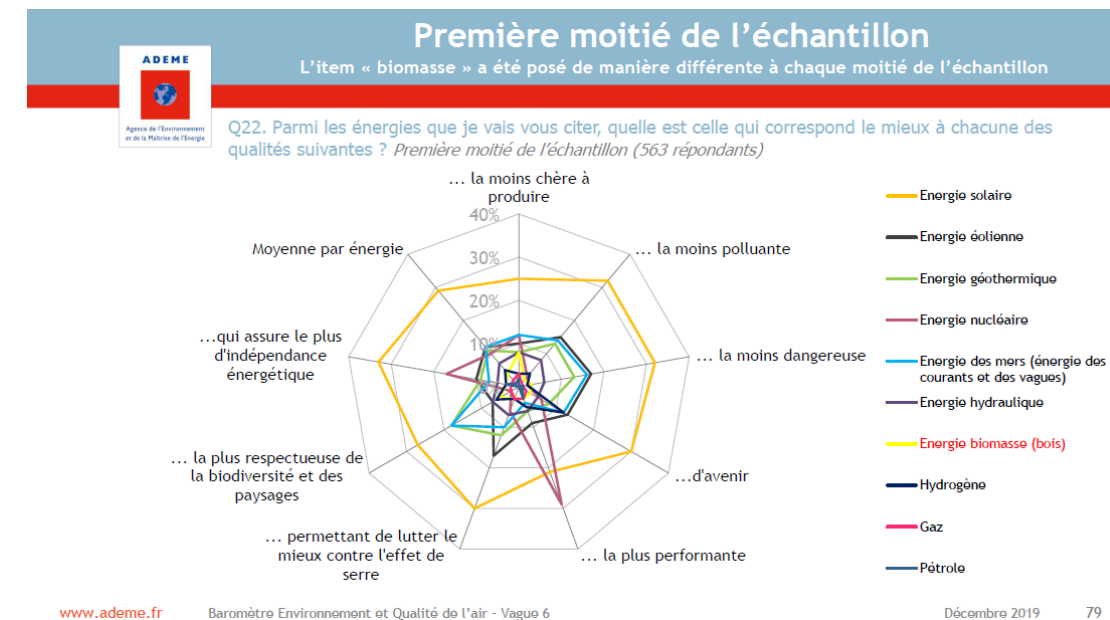 Première moitié de l'échantillon
L'item « biomasse » a été posé de manière différente à chaque moitié de l'échantillon
ADEME
Agence de l'Environnement
et de la Maîtrise de l'Energie
Q22. Parmi les énergies que je vais vous citer, quelle est celle qui correspond le mieux à chacune des
qualités suivantes ? Première moitié de l'échantillon (563 répondants)
... la moins chère à
produire
40%
30%
20%
10%
0%
... la moins polluante
... la moins dangereuse
...d'avenir
... la plus performante
... permettant de lutter le
mieux contre l'effet de
serre
... la plus respectueuse de
la biodiversité et des
paysages
...qui assure le plus
d'indépendance
énergétique
Moyenne par énergie
Energie solaire
Energie éolienne
Energie géothermique
Energie nucléaire
Energie des mers (énergie des
courants et des vagues)
Energie hydraulique
Energie biomasse (bois)
Hydrogène
Gaz
Pétrole
www.ademe.fr
Baromètre Environnement et Qualité de l'air - Vague 6
Décembre 2019
79